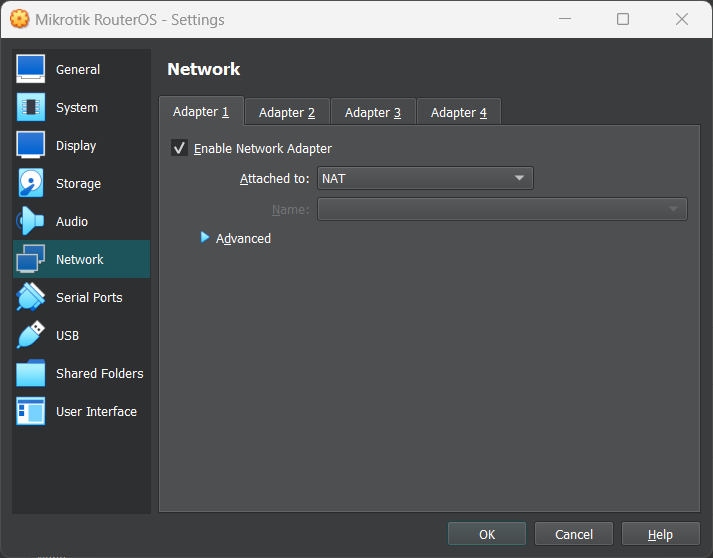 Mikrotik RouterOS - Settings
General
System
Display
Storage
Audio
Network
Serial Ports
USB
Shared Folders
User Interface
Network
Adapter 1
Adapter 2
Adapter 3
Adapter 4
Enable Network Adapter
Attached to: NAT
Name:
Advanced
OK
Cancel
Help